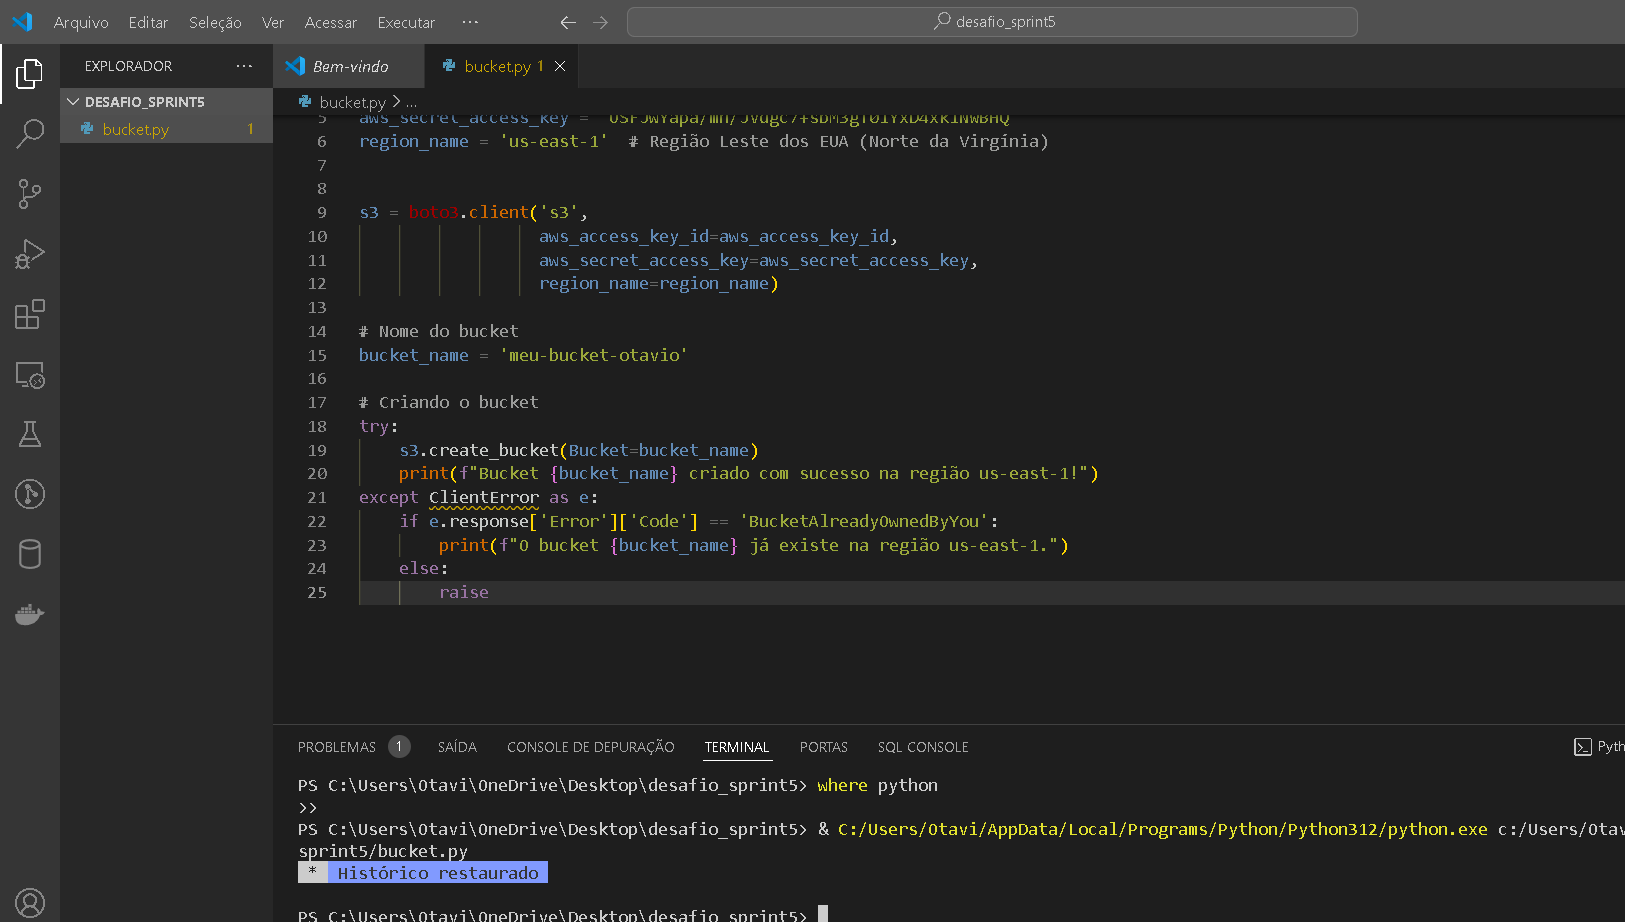 Arquivo Editar Seleção Ver Acessar Executar ··· ← → desafio_sprint5
EXPLORADOR ··· Bem-vindo bucket.py 1 ×
DESAFIO_SPRINT5
bucket.py > ...
bucket.py 1
5 aws_secret_access_key =
6 region_name = 'us-east-1' # Região Leste dos EUA (Norte da Virgínia)
7
8
9 s3 = boto3.client('s3',
10 aws_access_key_id=aws_access_key_id,
11 aws_secret_access_key=aws_secret_access_key,
12 region_name=region_name)
13
14 # Nome do bucket
15 bucket_name = 'meu-bucket-otavio'
16
17 # Criando o bucket
18 try:
19 s3.create_bucket(Bucket=bucket_name)
20 print(f"Bucket {bucket_name} criado com sucesso na região us-east-1!")
21 except ClientError as e:
22 if e.response['Error']['Code'] == 'BucketAlreadyOwnedByYou':
23 print(f"O bucket {bucket_name} já existe na região us-east-1.")
24 else:
25 raise
PROBLEMAS 1 SAÍDA CONSOLE DE DEPURAÇÃO TERMINAL PORTAS SQL CONSOLE Pyth
PS C:\Users\Otavi\OneDrive\Desktop\desafio_sprint5> where python
>>
PS C:\Users\Otavi\OneDrive\Desktop\desafio_sprint5> & C:/Users/Otavi/AppData/Local/Programs/Python/Python312/python.exe c:/Users/Otav
sprint5/bucket.py
* Histórico restaurado
PS C:\Users\Otavi\OneDrive\Desktop\desafio_sprint5>